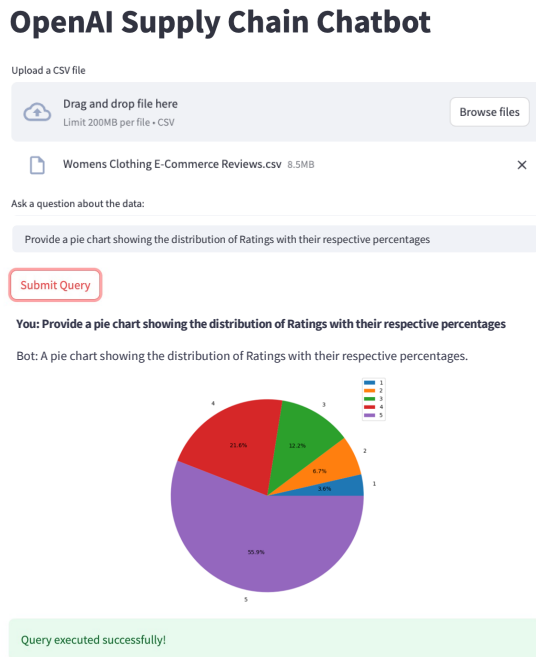 OpenAI Supply Chain Chatbot
Upload a CSV file
Drag and drop file here
Limit 200MB per file • CSV
Browse files
Womens Clothing E-Commerce Reviews.csv 8.5MB
Ask a question about the data:
Provide a pie chart showing the distribution of Ratings with their respective percentages
Submit Query
You: Provide a pie chart showing the distribution of Ratings with their respective percentages
Bot: A pie chart showing the distribution of Ratings with their respective percentages.
1
2
3
4
5
4
3
21.6%
12.2%
2
6.7%
1
3.6%
55.9%
5
Query executed successfully!